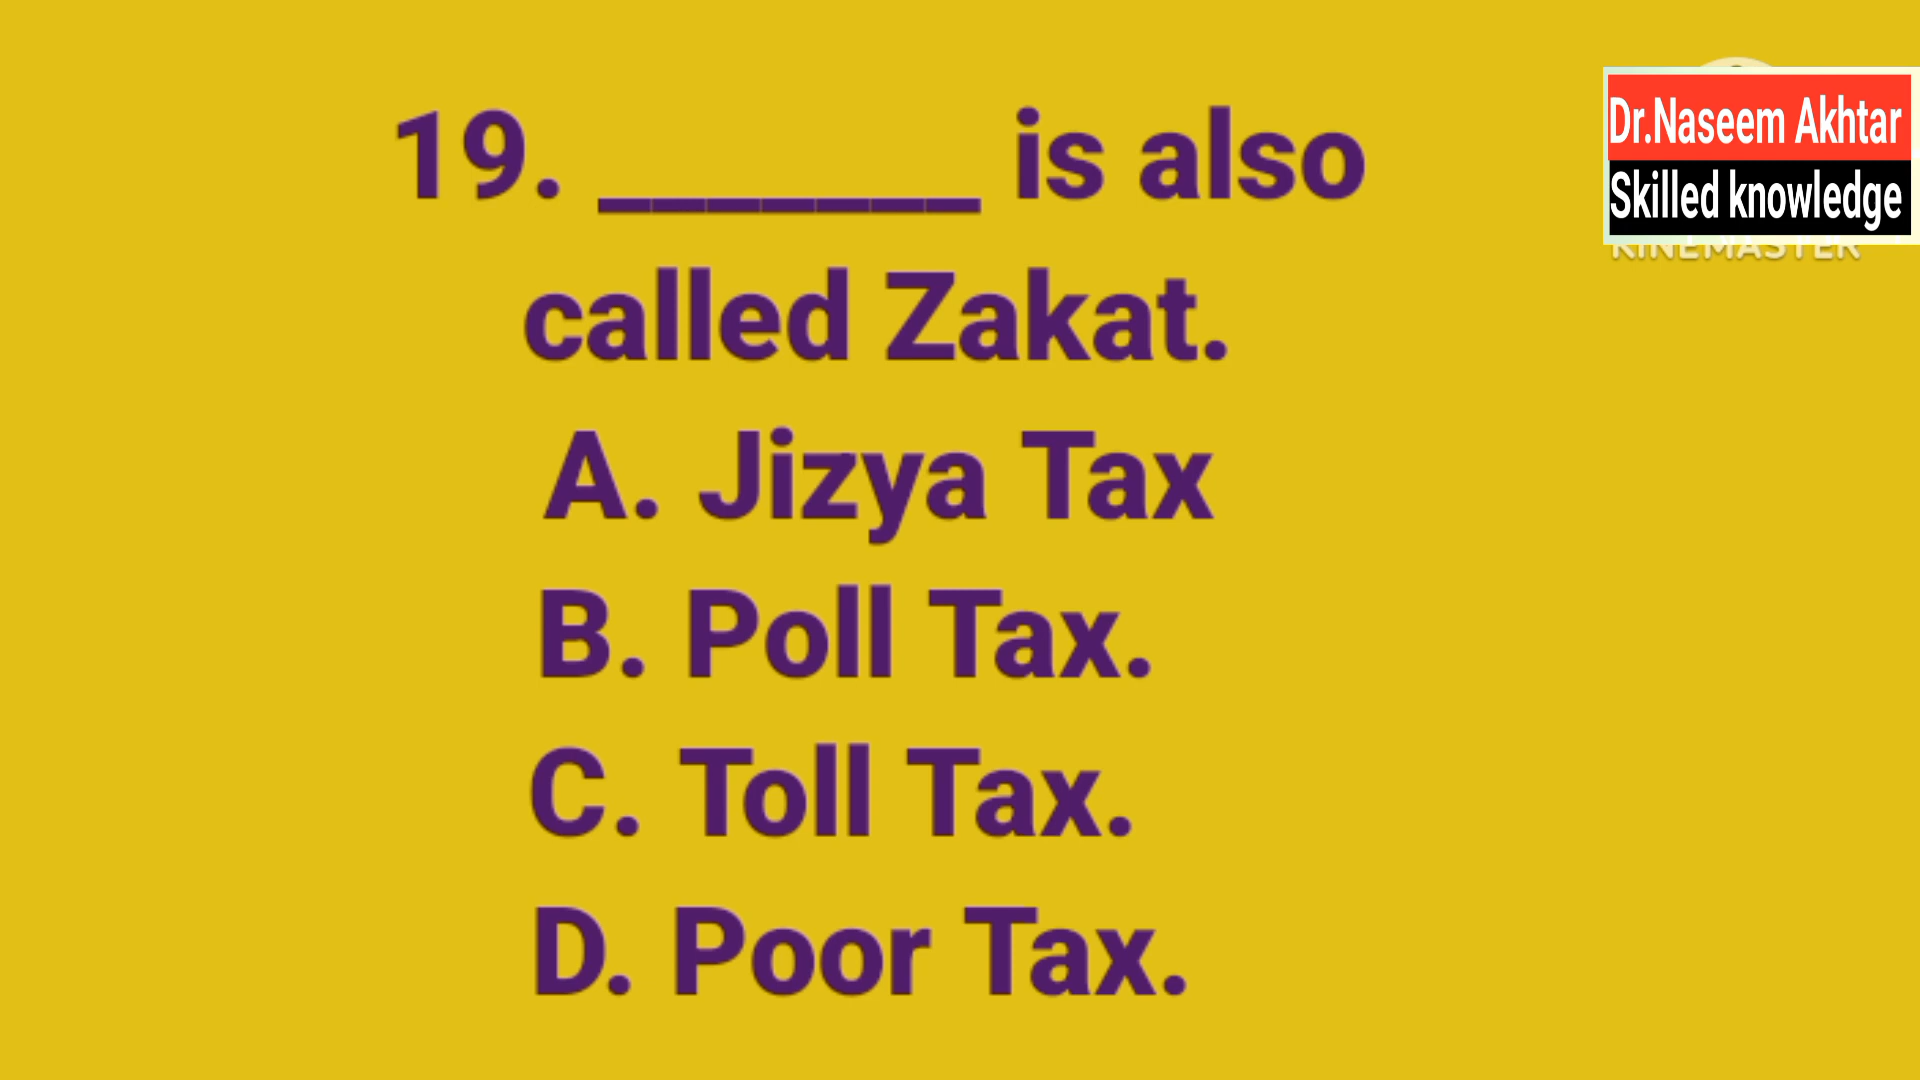 19. _______ is also
called Zakat.
A. Jizya Tax
B. Poll Tax.
C. Toll Tax.
D. Poor Tax.
Dr.Naseem Akhtar
Skilled knowledge
KINEMASTER